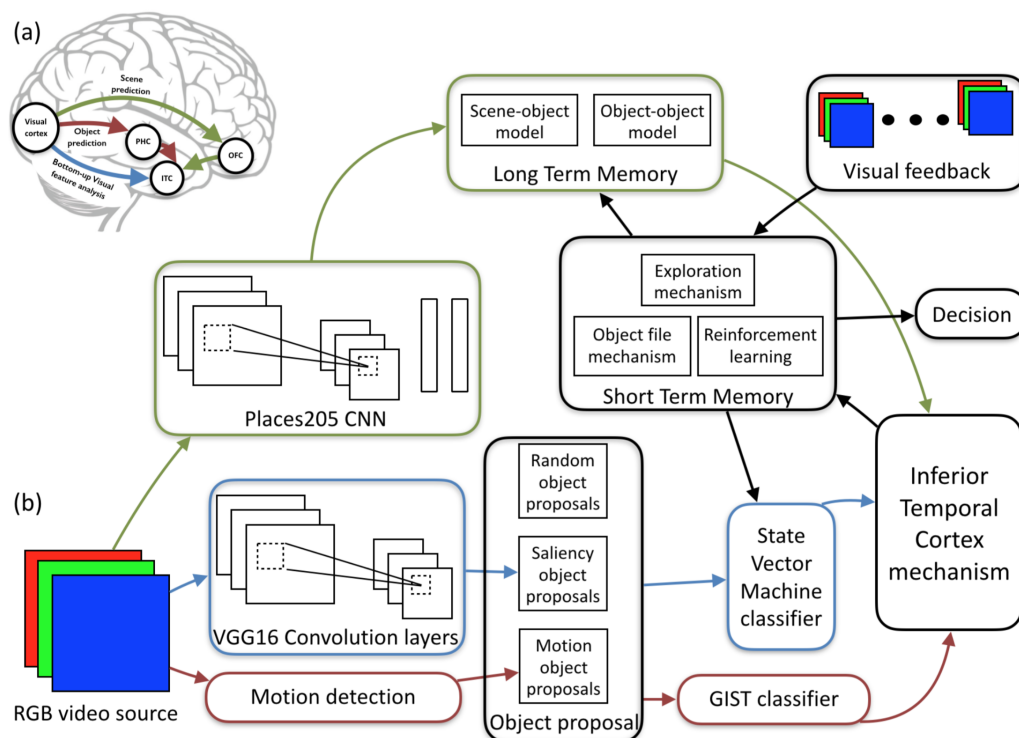 (a)
Scene
prediction
Visual
cortex
Object
prediction
PHC
OFC
ITC
Bottom-up Visual
feature analysis
Scene-object
model
Object-object
model
Long Term Memory
Visual feedback
Exploration
mechanism
Object file
mechanism
Reinforcement
learning
Short Term Memory
Decision
Places205 CNN
(b)
RGB video source
VGG16 Convolution layers
Motion detection
Random
object
proposals
Saliency
object
proposals
Motion
object
proposals
Object proposal
State
Vector
Machine
classifier
GIST classifier
Inferior
Temporal
Cortex
mechanism